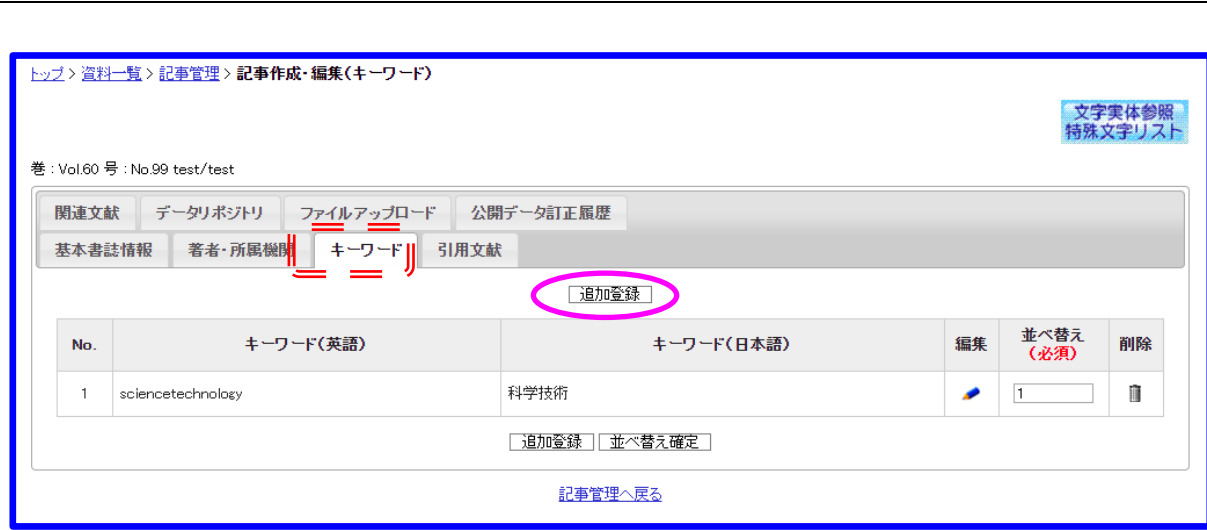 トップ > 資料一覧 > 記事管理 > 記事作成・編集(キーワード)
文字実体参照
特殊文字リスト
巻 : Vol.60 号 : No.99 test/test
関連文献 データリポジトリ ファイルアップロード 公開データ訂正履歴
基本書誌情報 著者・所属機関 キーワード 引用文献
追加登録
No. キーワード(英語) キーワード(日本語) 編集 並べ替え(必須) 削除
1 sciencetechnology 科学技術 1
追加登録 並べ替え確定
記事管理へ戻る